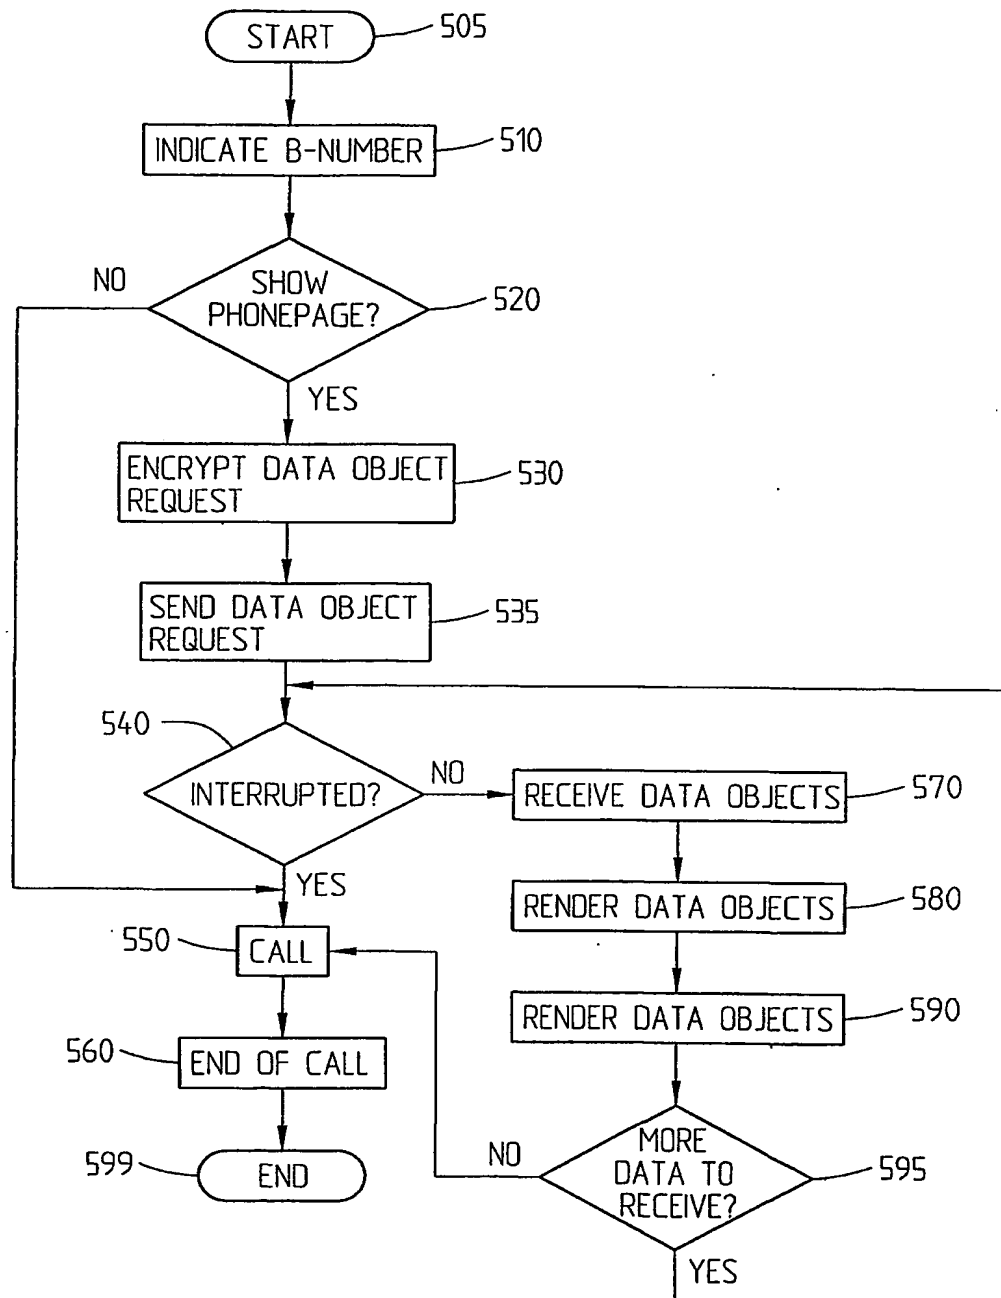 START
505
INDICATE B-NUMBER
510
NO
SHOW
PHONEPAGE?
520
YES
ENCRYPT DATA OBJECT
REQUEST
530
SEND DATA OBJECT
REQUEST
535
540
INTERRUPTED?
NO
RECEIVE DATA OBJECTS
570
YES
RENDER DATA OBJECTS
580
550
CALL
RENDER DATA OBJECTS
590
560
END OF CALL
MORE
DATA TO
RECEIVE?
595
NO
599
END
YES